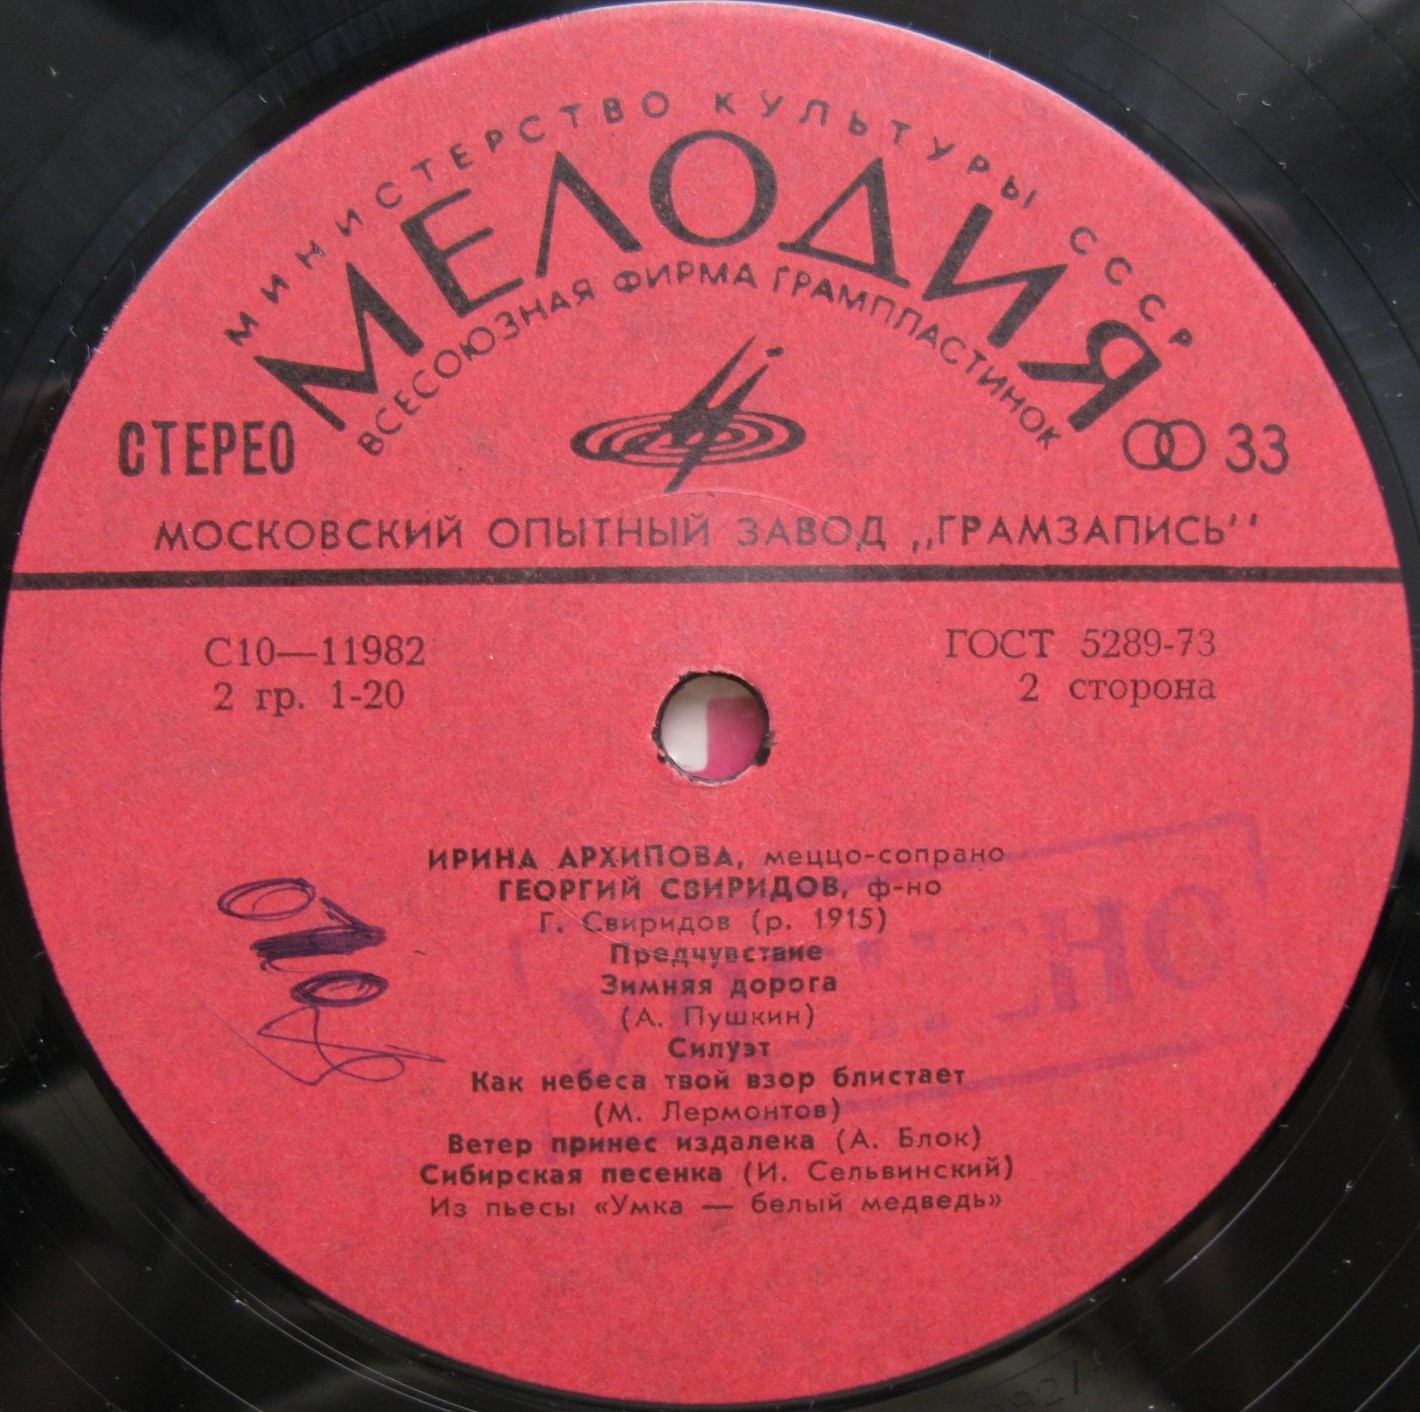 МИНИСТЕРСТВО КУЛЬТУРЫ СССР
МЕЛОДИЯ
ВСЕСОЮЗНАЯ ФИРМА ГРАМПЛАСТИНОК
СТЕРЕО
33
МОСКОВСКИЙ ОПЫТНЫЙ ЗАВОД „ГРАМЗАПИСЬ"
С10—11982
ГОСТ 5289-73
2 гр. 1-20
2 сторона
ИРИНА АРХИПОВА, меццо-сопрано
ГЕОРГИЙ СВИРИДОВ, ф-но
Г. Свиридов (р. 1915)
Предчувствие
Зимняя дорога
(А. Пушкин)
Силуэт
Как небеса твой взор блистает
(М. Лермонтов)
Ветер принес издалека (А. Блок)
Сибирская песенка (И. Сельвинский)
Из пьесы «Умка — белый медведь»